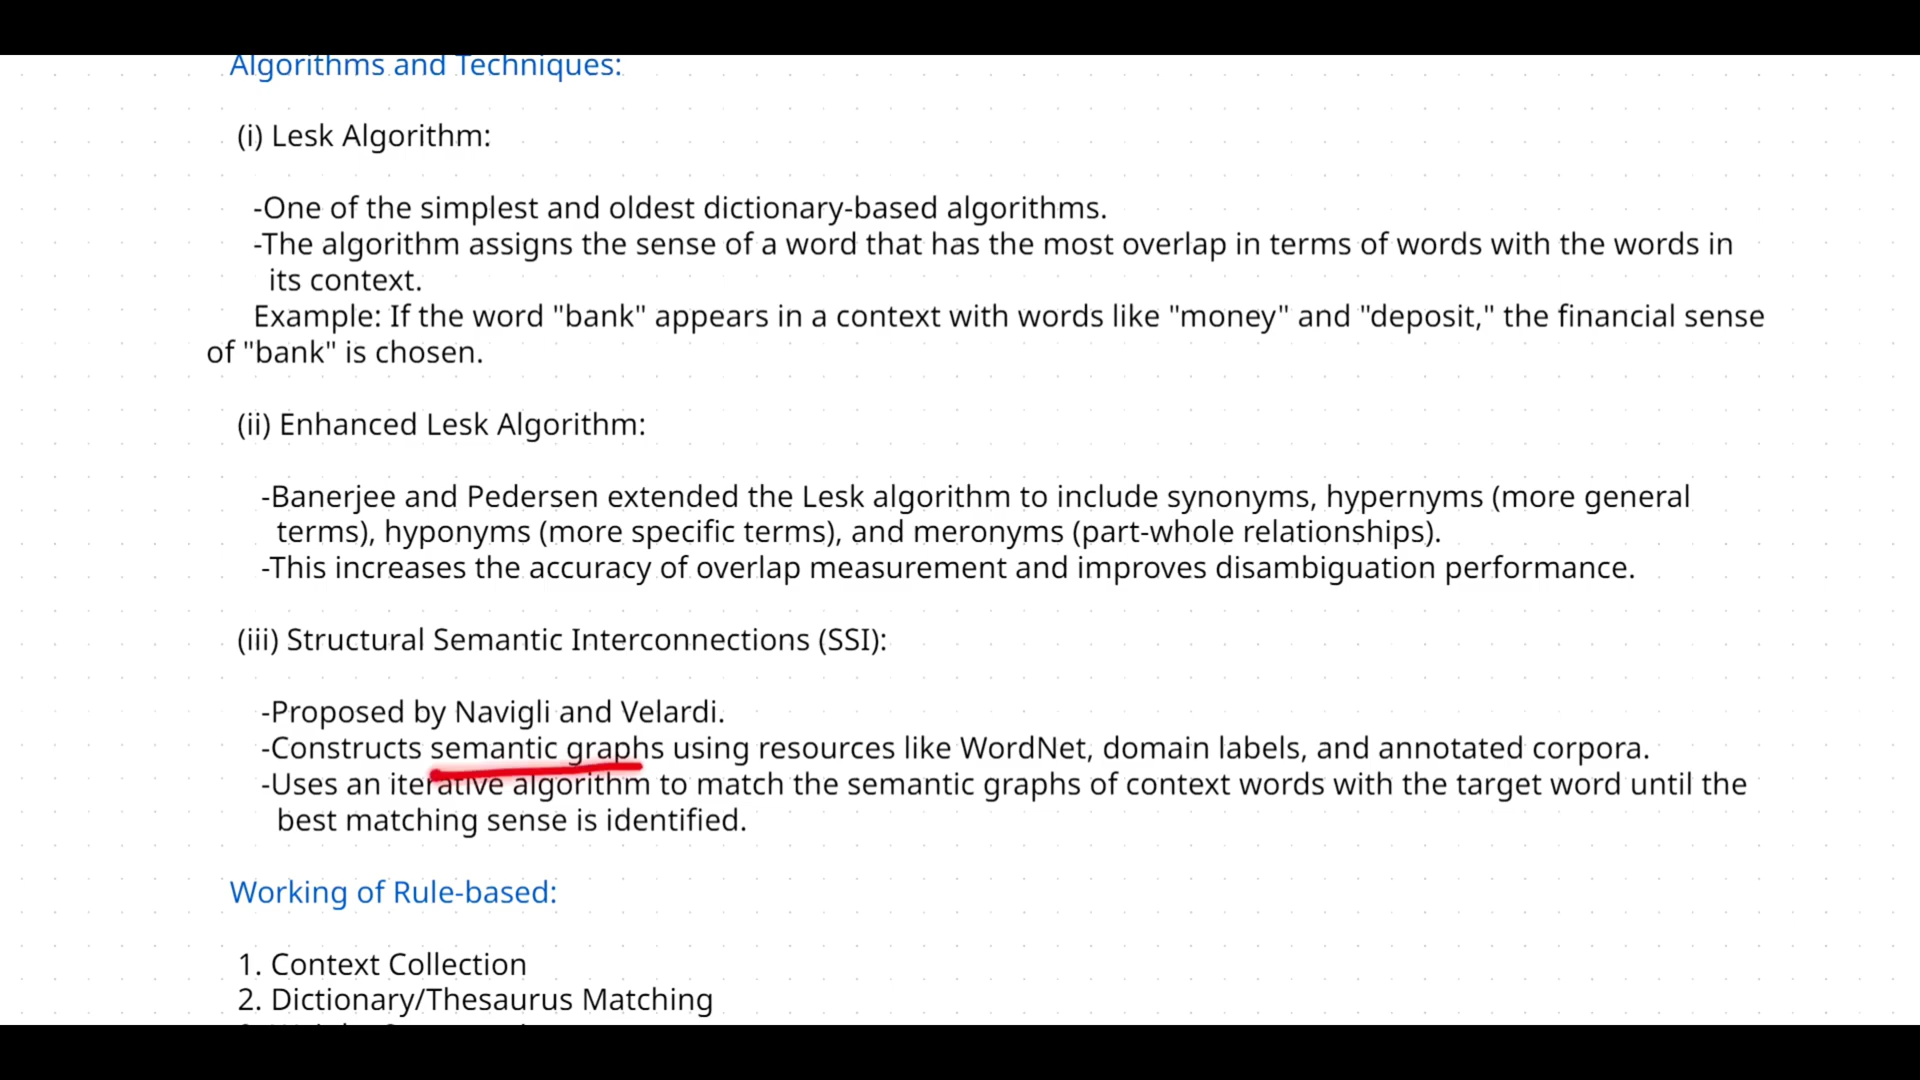 Algorithms and Techniques:
(i) Lesk Algorithm:
-One of the simplest and oldest dictionary-based algorithms.
-The algorithm assigns the sense of a word that has the most overlap in terms of words with the words in
its context.
Example: If the word "bank" appears in a context with words like "money" and "deposit," the financial sense
of "bank" is chosen.
(ii) Enhanced Lesk Algorithm:
-Banerjee and Pedersen extended the Lesk algorithm to include synonyms, hypernyms (more general
terms), hyponyms (more specific terms), and meronyms (part-whole relationships).
-This increases the accuracy of overlap measurement and improves disambiguation performance.
(iii) Structural Semantic Interconnections (SSI):
-Proposed by Navigli and Velardi.
-Constructs semantic graphs using resources like WordNet, domain labels, and annotated corpora.
-Uses an iterative algorithm to match the semantic graphs of context words with the target word until the
best matching sense is identified.
Working of Rule-based:
1. Context Collection
2. Dictionary/Thesaurus Matching